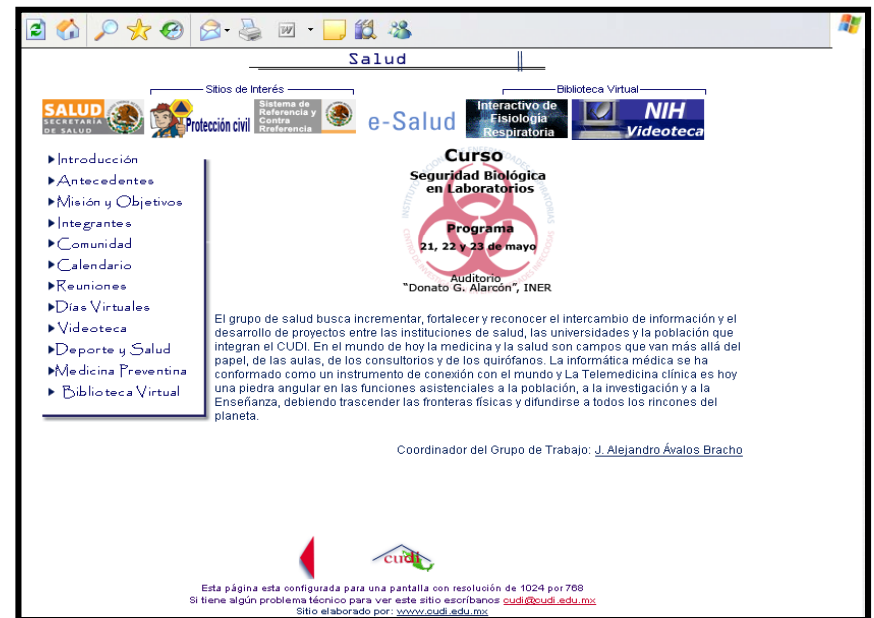 Salud
Sitios de Interés
Biblioteca Virtual
SALUD
SECRETARÍA
DE SALUD
Protección civil
Sistema de
Referencia y
Contra
Rreferencia
e-Salud
Interactivo de
Fisiología
Respiratoria
NIH
Videoteca
Introducción
Antecedentes
Misión y Objetivos
Integrantes
Comunidad
Calendario
Reuniones
Días Virtuales
Videoteca
Deporte y Salud
Medicina Preventina
Biblioteca Virtual
Curso
Seguridad Biológica
en Laboratorios
Programa
21, 22 y 23 de mayo
Auditorio
"Donato G. Alarcón", INER
El grupo de salud busca incrementar, fortalecer y reconocer el intercambio de información y el
desarrollo de proyectos entre las instituciones de salud, las universidades y la población que
integran el CUDI. En el mundo de hoy la medicina y la salud son campos que van más allá del
papel, de las aulas, de los consultorios y de los quirófanos. La informática médica se ha
conformado como un instrumento de conexión con el mundo y La Telemedicina clínica es hoy
una piedra angular en las funciones asistenciales a la población, a la investigación y a la
Enseñanza, debiendo trascender las fronteras físicas y difundirse a todos los rincones del
planeta.
Coordinador del Grupo de Trabajo: J. Alejandro Ávalos Bracho
cudi
Esta página esta configurada para una pantalla con resolución de 1024 por 768
Si tiene algún problema técnico para ver este sitio escríbanos cudi@cudi.edu.mx
Sitio elaborado por: www.cudi.edu.mx